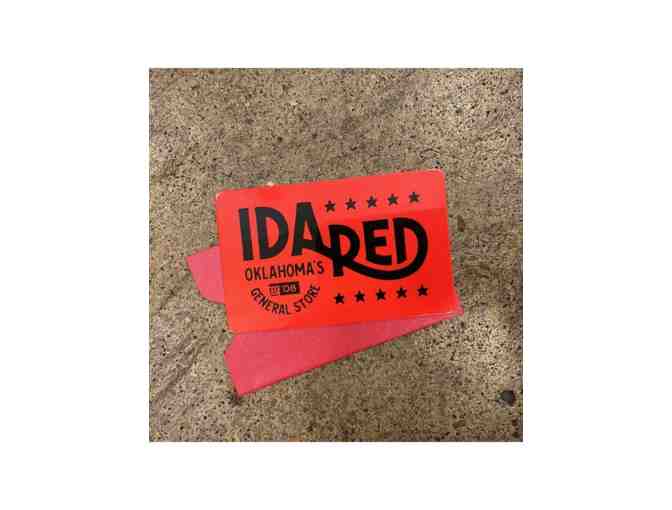 IDA RED
OKLAHOMA'S
GENERAL STORE